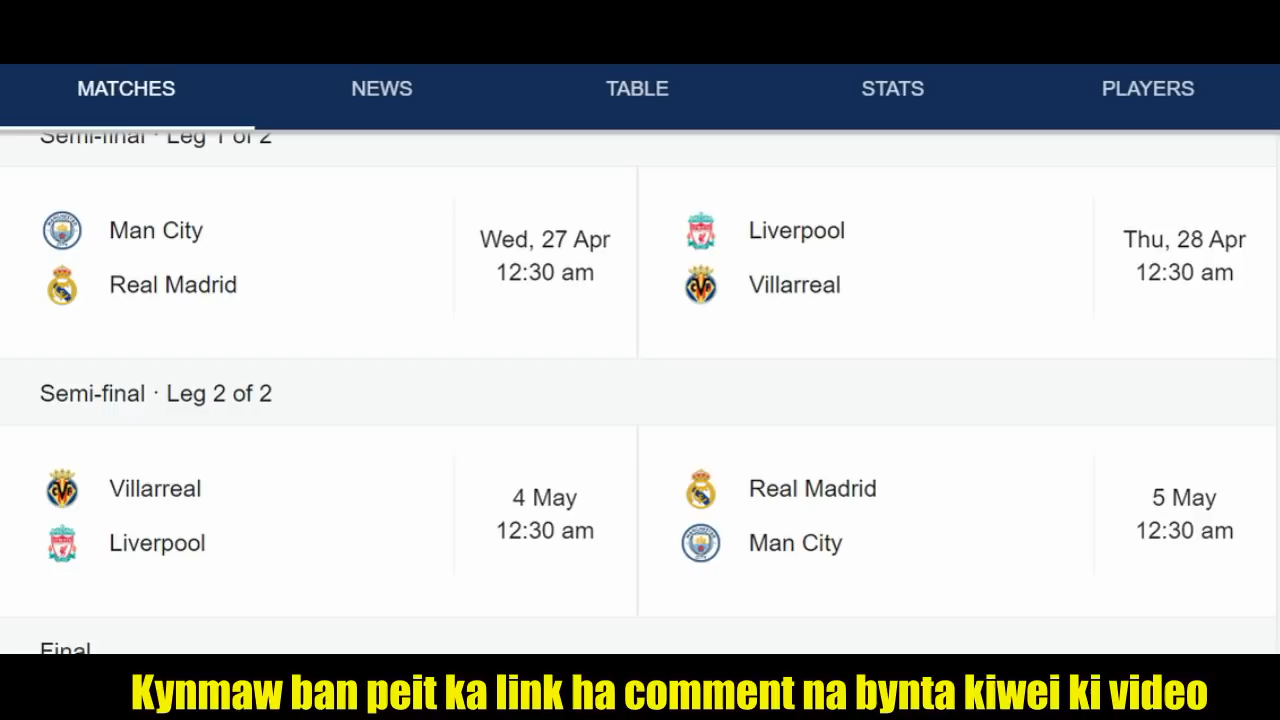 MATCHES NEWS TABLE STATS PLAYERS
Semi-final · Leg 1 of 2
Man City
Real Madrid
Wed, 27 Apr
12:30 am
Liverpool
Villarreal
Thu, 28 Apr
12:30 am
Semi-final · Leg 2 of 2
Villarreal
Liverpool
4 May
12:30 am
Real Madrid
Man City
5 May
12:30 am
Final
Kynmaw ban peit ka link ha comment na bynta kiwei ki video